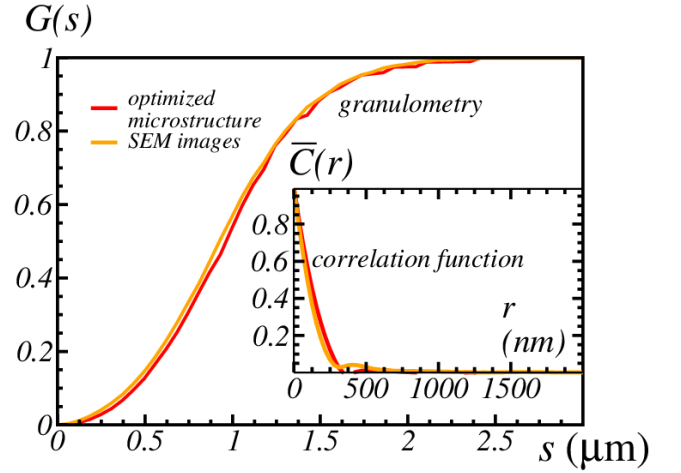 G(s)
1
0.8
0.6
0.4
0.2
0
optimized
microstructure
SEM images
granulometry
C̅(r)
0.8
0.6
0.4
0.2
correlation function
r
(nm)
0 500 1000 1500
0 0.5 1 1.5 2 2.5
s (μm)